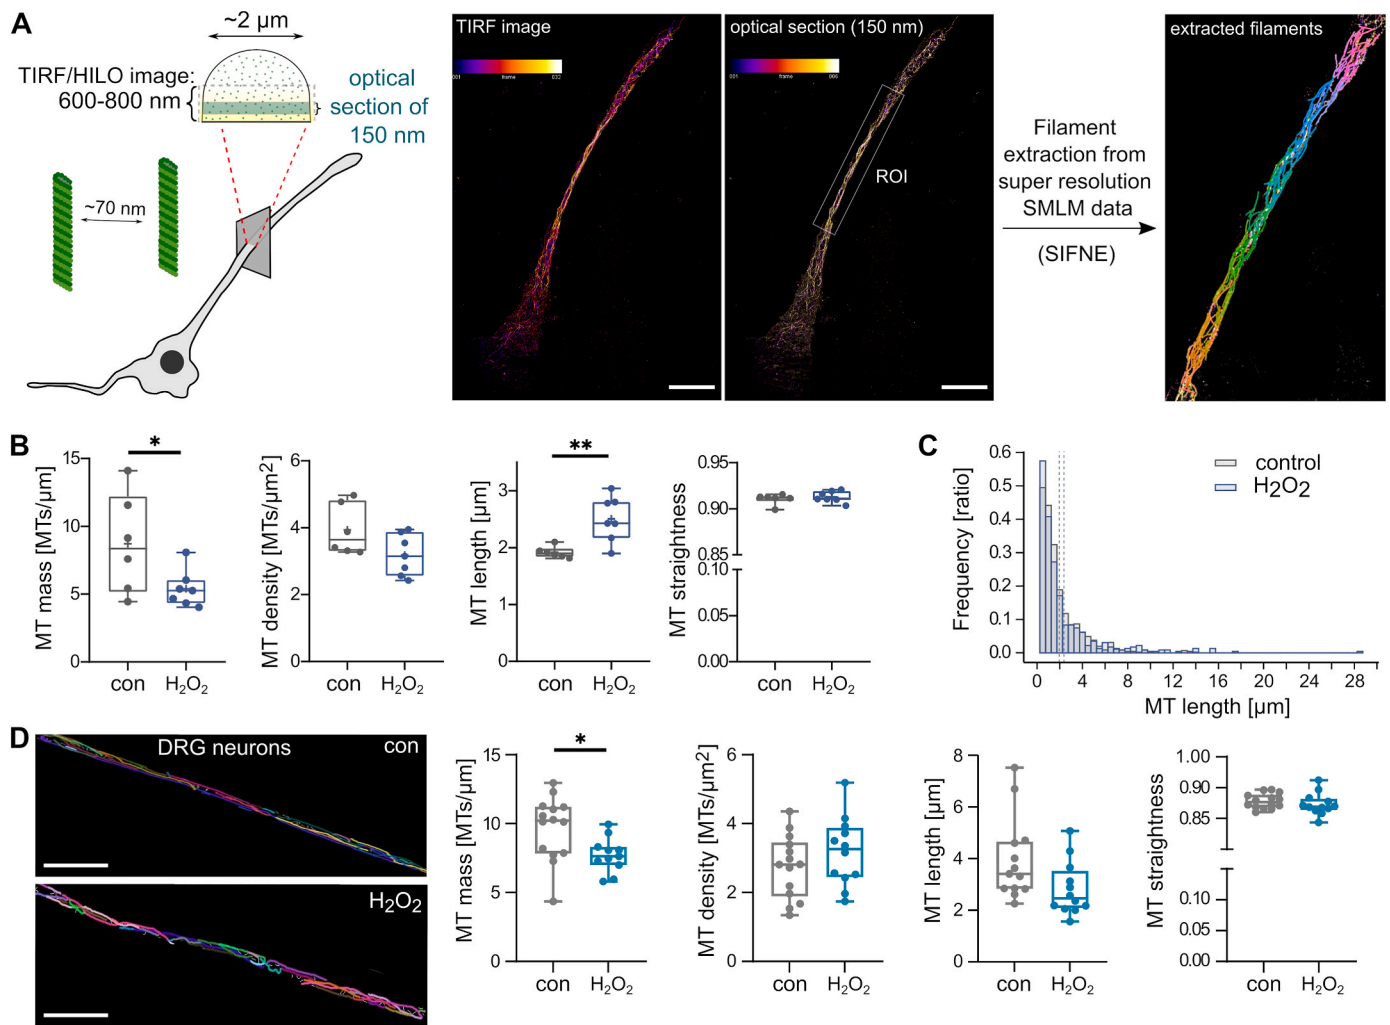 A
~2 µm
TIRF/HILO image:
600-800 nm
optical
section of
150 nm
~70 nm
TIRF image
001 frame 032
optical section (150 nm)
001 frame 006
ROI
Filament
extraction from
super resolution
SMLM data
(SIFNE)
extracted filaments
B
MT mass [MTs/µm]
15
10
5
0
*
con H₂O₂
MT density [MTs/µm²]
6
4
2
0
con H₂O₂
MT length [µm]
3
2
1
0
**
con H₂O₂
MT straightness
0.95
0.90
0.85
0.10
0.05
0.00
con H₂O₂
C
Frequency [ratio]
0.6
0.5
0.4
0.3
0.2
0.1
0.0
control
H₂O₂
0 4 8 12 16 20 24 28
MT length [µm]
D
DRG neurons con
H₂O₂
MT mass [MTs/µm]
15
10
5
0
*
con H₂O₂
MT density [MTs/µm²]
6
4
2
0
con H₂O₂
MT length [µm]
8
6
4
2
0
con H₂O₂
MT straightness
1.00
0.90
0.85
0.10
0.05
0.00
con H₂O₂